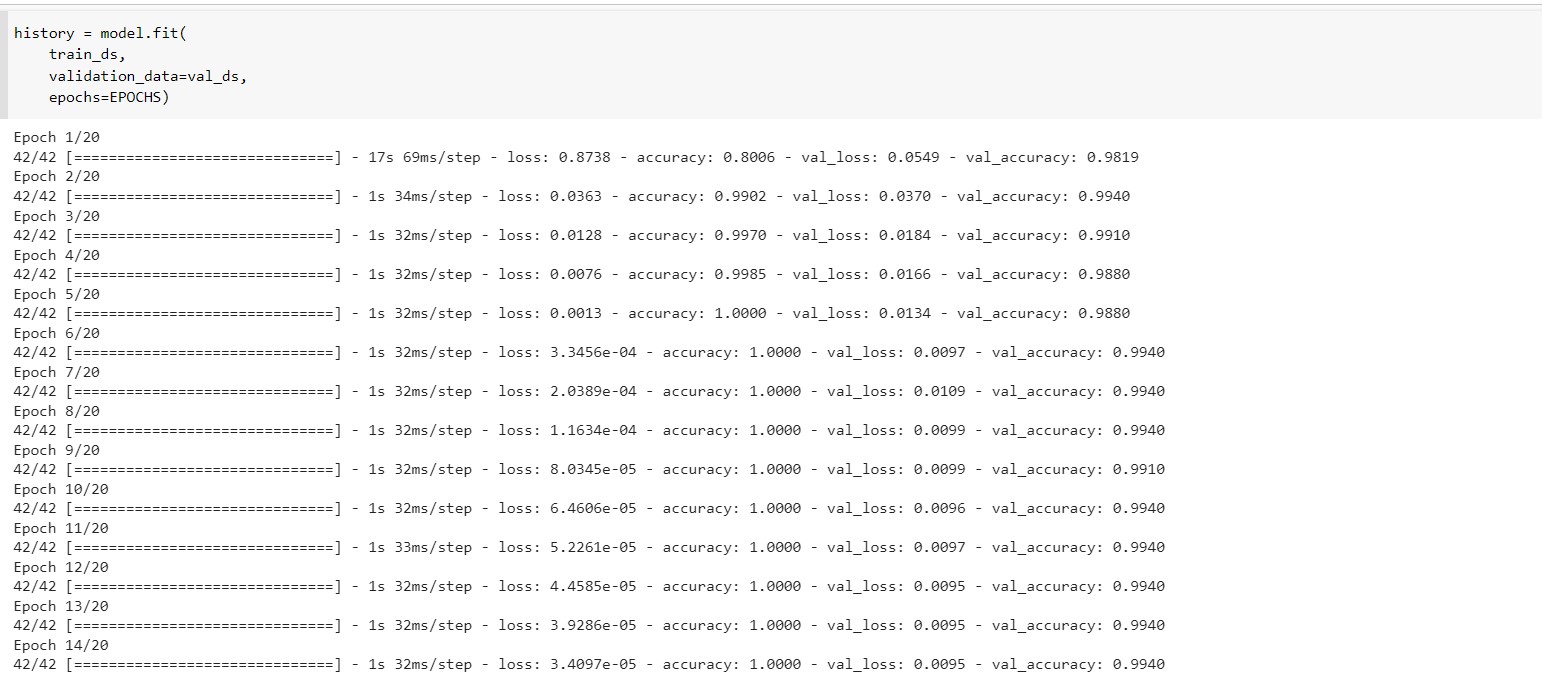 history = model.fit(
    train_ds,
    validation_data=val_ds,
    epochs=EPOCHS)
Epoch 1/20
42/42 [==============================] - 17s 69ms/step - loss: 0.8738 - accuracy: 0.8006 - val_loss: 0.0549 - val_accuracy: 0.9819
Epoch 2/20
42/42 [==============================] - 1s 34ms/step - loss: 0.0363 - accuracy: 0.9902 - val_loss: 0.0370 - val_accuracy: 0.9940
Epoch 3/20
42/42 [==============================] - 1s 32ms/step - loss: 0.0128 - accuracy: 0.9970 - val_loss: 0.0184 - val_accuracy: 0.9910
Epoch 4/20
42/42 [==============================] - 1s 32ms/step - loss: 0.0076 - accuracy: 0.9985 - val_loss: 0.0166 - val_accuracy: 0.9880
Epoch 5/20
42/42 [==============================] - 1s 32ms/step - loss: 0.0013 - accuracy: 1.0000 - val_loss: 0.0134 - val_accuracy: 0.9880
Epoch 6/20
42/42 [==============================] - 1s 32ms/step - loss: 3.3456e-04 - accuracy: 1.0000 - val_loss: 0.0097 - val_accuracy: 0.9940
Epoch 7/20
42/42 [==============================] - 1s 32ms/step - loss: 2.0389e-04 - accuracy: 1.0000 - val_loss: 0.0109 - val_accuracy: 0.9940
Epoch 8/20
42/42 [==============================] - 1s 32ms/step - loss: 1.1634e-04 - accuracy: 1.0000 - val_loss: 0.0099 - val_accuracy: 0.9940
Epoch 9/20
42/42 [==============================] - 1s 32ms/step - loss: 8.0345e-05 - accuracy: 1.0000 - val_loss: 0.0099 - val_accuracy: 0.9910
Epoch 10/20
42/42 [==============================] - 1s 32ms/step - loss: 6.4606e-05 - accuracy: 1.0000 - val_loss: 0.0096 - val_accuracy: 0.9940
Epoch 11/20
42/42 [==============================] - 1s 33ms/step - loss: 5.2261e-05 - accuracy: 1.0000 - val_loss: 0.0097 - val_accuracy: 0.9940
Epoch 12/20
42/42 [==============================] - 1s 32ms/step - loss: 4.4585e-05 - accuracy: 1.0000 - val_loss: 0.0095 - val_accuracy: 0.9940
Epoch 13/20
42/42 [==============================] - 1s 32ms/step - loss: 3.9286e-05 - accuracy: 1.0000 - val_loss: 0.0095 - val_accuracy: 0.9940
Epoch 14/20
42/42 [==============================] - 1s 32ms/step - loss: 3.4097e-05 - accuracy: 1.0000 - val_loss: 0.0095 - val_accuracy: 0.9940